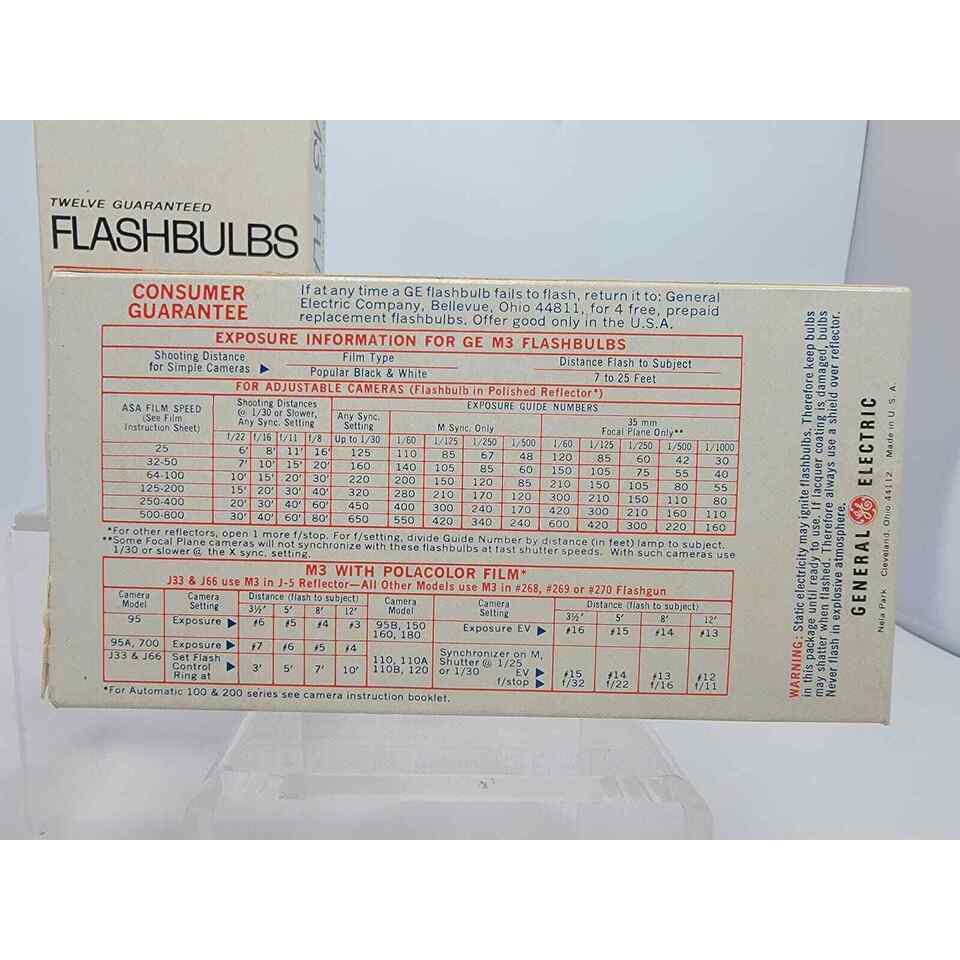 TWELVE GUARANTEED
FLASHBULBS
CONSUMER
GUARANTEE
If at any time a GE flashbulb fails to flash, return it to: General
Electric Company, Bellevue, Ohio 44811, for 4 free, prepaid
replacement flashbulbs. Offer good only in the U.S.A.
EXPOSURE INFORMATION FOR GE M3 FLASHBULBS
Shooting Distance
for Simple Cameras ▶
Film Type
Popular Black & White
Distance Flash to Subject
7 to 25 Feet
FOR ADJUSTABLE CAMERAS (Flashbulb in Polished Reflector*)
ASA FILM SPEED
(See Film
Instruction Sheet)
Shooting Distances
@ 1/30 or Slower,
Any Sync. Setting
EXPOSURE GUIDE NUMBERS
Any Sync.
Setting
M Sync. Only
35 mm
Focal Plane Only**
f/22 f/16 f/11 f/8 Up to 1/30 1/60 1/125 1/250 1/500 1/60 1/125 1/250 1/500 1/1000
25 6' 8' 11' 16' 125 110 85 67 48 120 85 60 42 30
32-50 7' 10' 15' 20' 160 140 105 85 60 150 105 75 55 40
64-100 10' 15' 20' 30' 220 200 150 120 85 210 150 105 80 55
125-200 15' 20' 30' 40' 320 280 210 170 120 300 210 150 110 80
250-400 20' 30' 40' 60' 450 400 300 240 170 420 300 210 160 110
500-800 30' 40' 60' 80' 650 550 420 340 240 600 420 300 220 160
*For other reflectors, open 1 more f/stop. For f/setting, divide Guide Number by distance (in feet) lamp to subject.
**Some Focal Plane cameras will not synchronize with these flashbulbs at fast shutter speeds. With such cameras use
1/30 or slower @ the X sync. setting.
M3 WITH POLACOLOR FILM*
J33 & J66 use M3 in J-5 Reflector—All Other Models use M3 in #268, #269 or #270 Flashgun
Camera
Model
Camera
Setting
Distance (flash to subject)
3½' 5' 8' 12'
Camera
Model
Camera
Setting
Distance (flash to subject)
3½' 5' 8' 12'
95 Exposure ▶ #6 #5 #4 #3
95B, 150
160, 180
Exposure EV ▶ #16 #15 #14 #13
95A, 700 Exposure ▶ #7 #6 #5 #4
J33 & J66 Set Flash
Control ▶
Ring at
3' 5' 7' 10'
110, 110A
110B, 120
Synchronizer on M,
Shutter @ 1/25
or 1/30 EV ▶ #15 #14 #13 #12
f/stop ▶ f/32 f/22 f/16 f/11
*For Automatic 100 & 200 series see camera instruction booklet.
WARNING: Static electricity may ignite flashbulbs. Therefore keep bulbs
in this package until ready to use. If lacquer coating is damaged, bulbs
may shatter when flashed. Therefore always use a shield over reflector.
Never flash in explosive atmosphere.
GENERAL GE ELECTRIC
Nela Park Cleveland, Ohio 44112 Made in U.S.A.